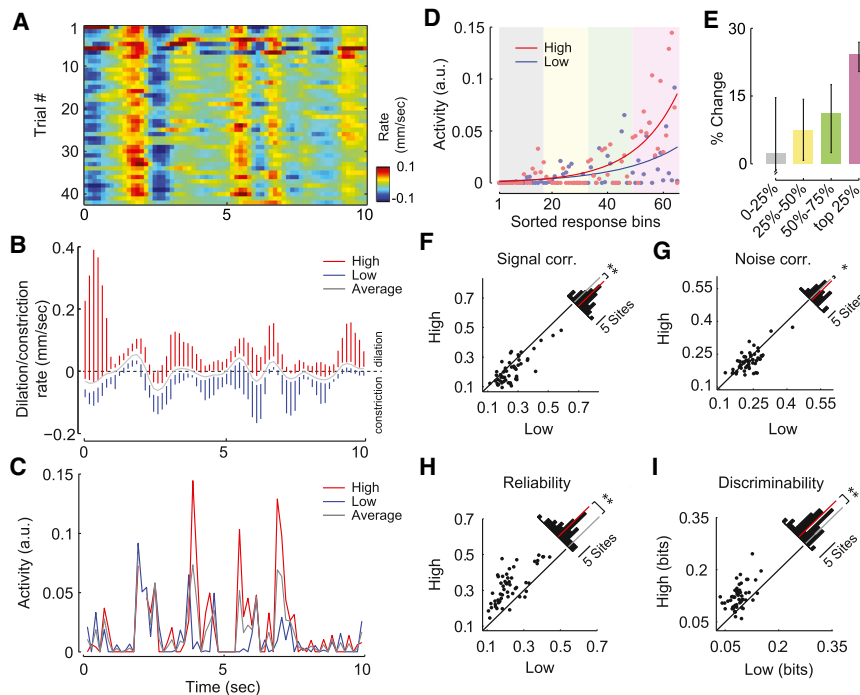 A
Trial #
1
10
20
30
40
0
5
10
Rate
(mm/sec)
0.1
-0.1
B
Dilation/constriction
rate (mm/sec)
0.4
0.2
0
−0.2
High
Low
Average
constriction
dilation
0
5
10
C
Activity (a.u.)
0.15
0.1
0.05
0
High
Low
Average
0
5
10
Time (sec)
D
Activity (a.u.)
0.15
0.1
0.05
0
High
Low
1
20
40
60
Sorted response bins
E
% Change
30
15
0
0-25%
25%-50%
50%-75%
top 25%
F
Signal corr.
**
5 Sites
High
0.7
0.5
0.3
0.1
0.1
0.3
0.5
0.7
Low
G
Noise corr.
*
5 Sites
High
0.55
0.4
0.25
0.1
0.1
0.25
0.4
0.55
Low
H
Reliability
**
5 Sites
High
0.7
0.5
0.3
0.1
0.1
0.3
0.5
0.7
Low
I
Discriminability
**
5 Sites
High (bits)
0.35
0.2
0.05
0.05
0.2
0.35
Low (bits)